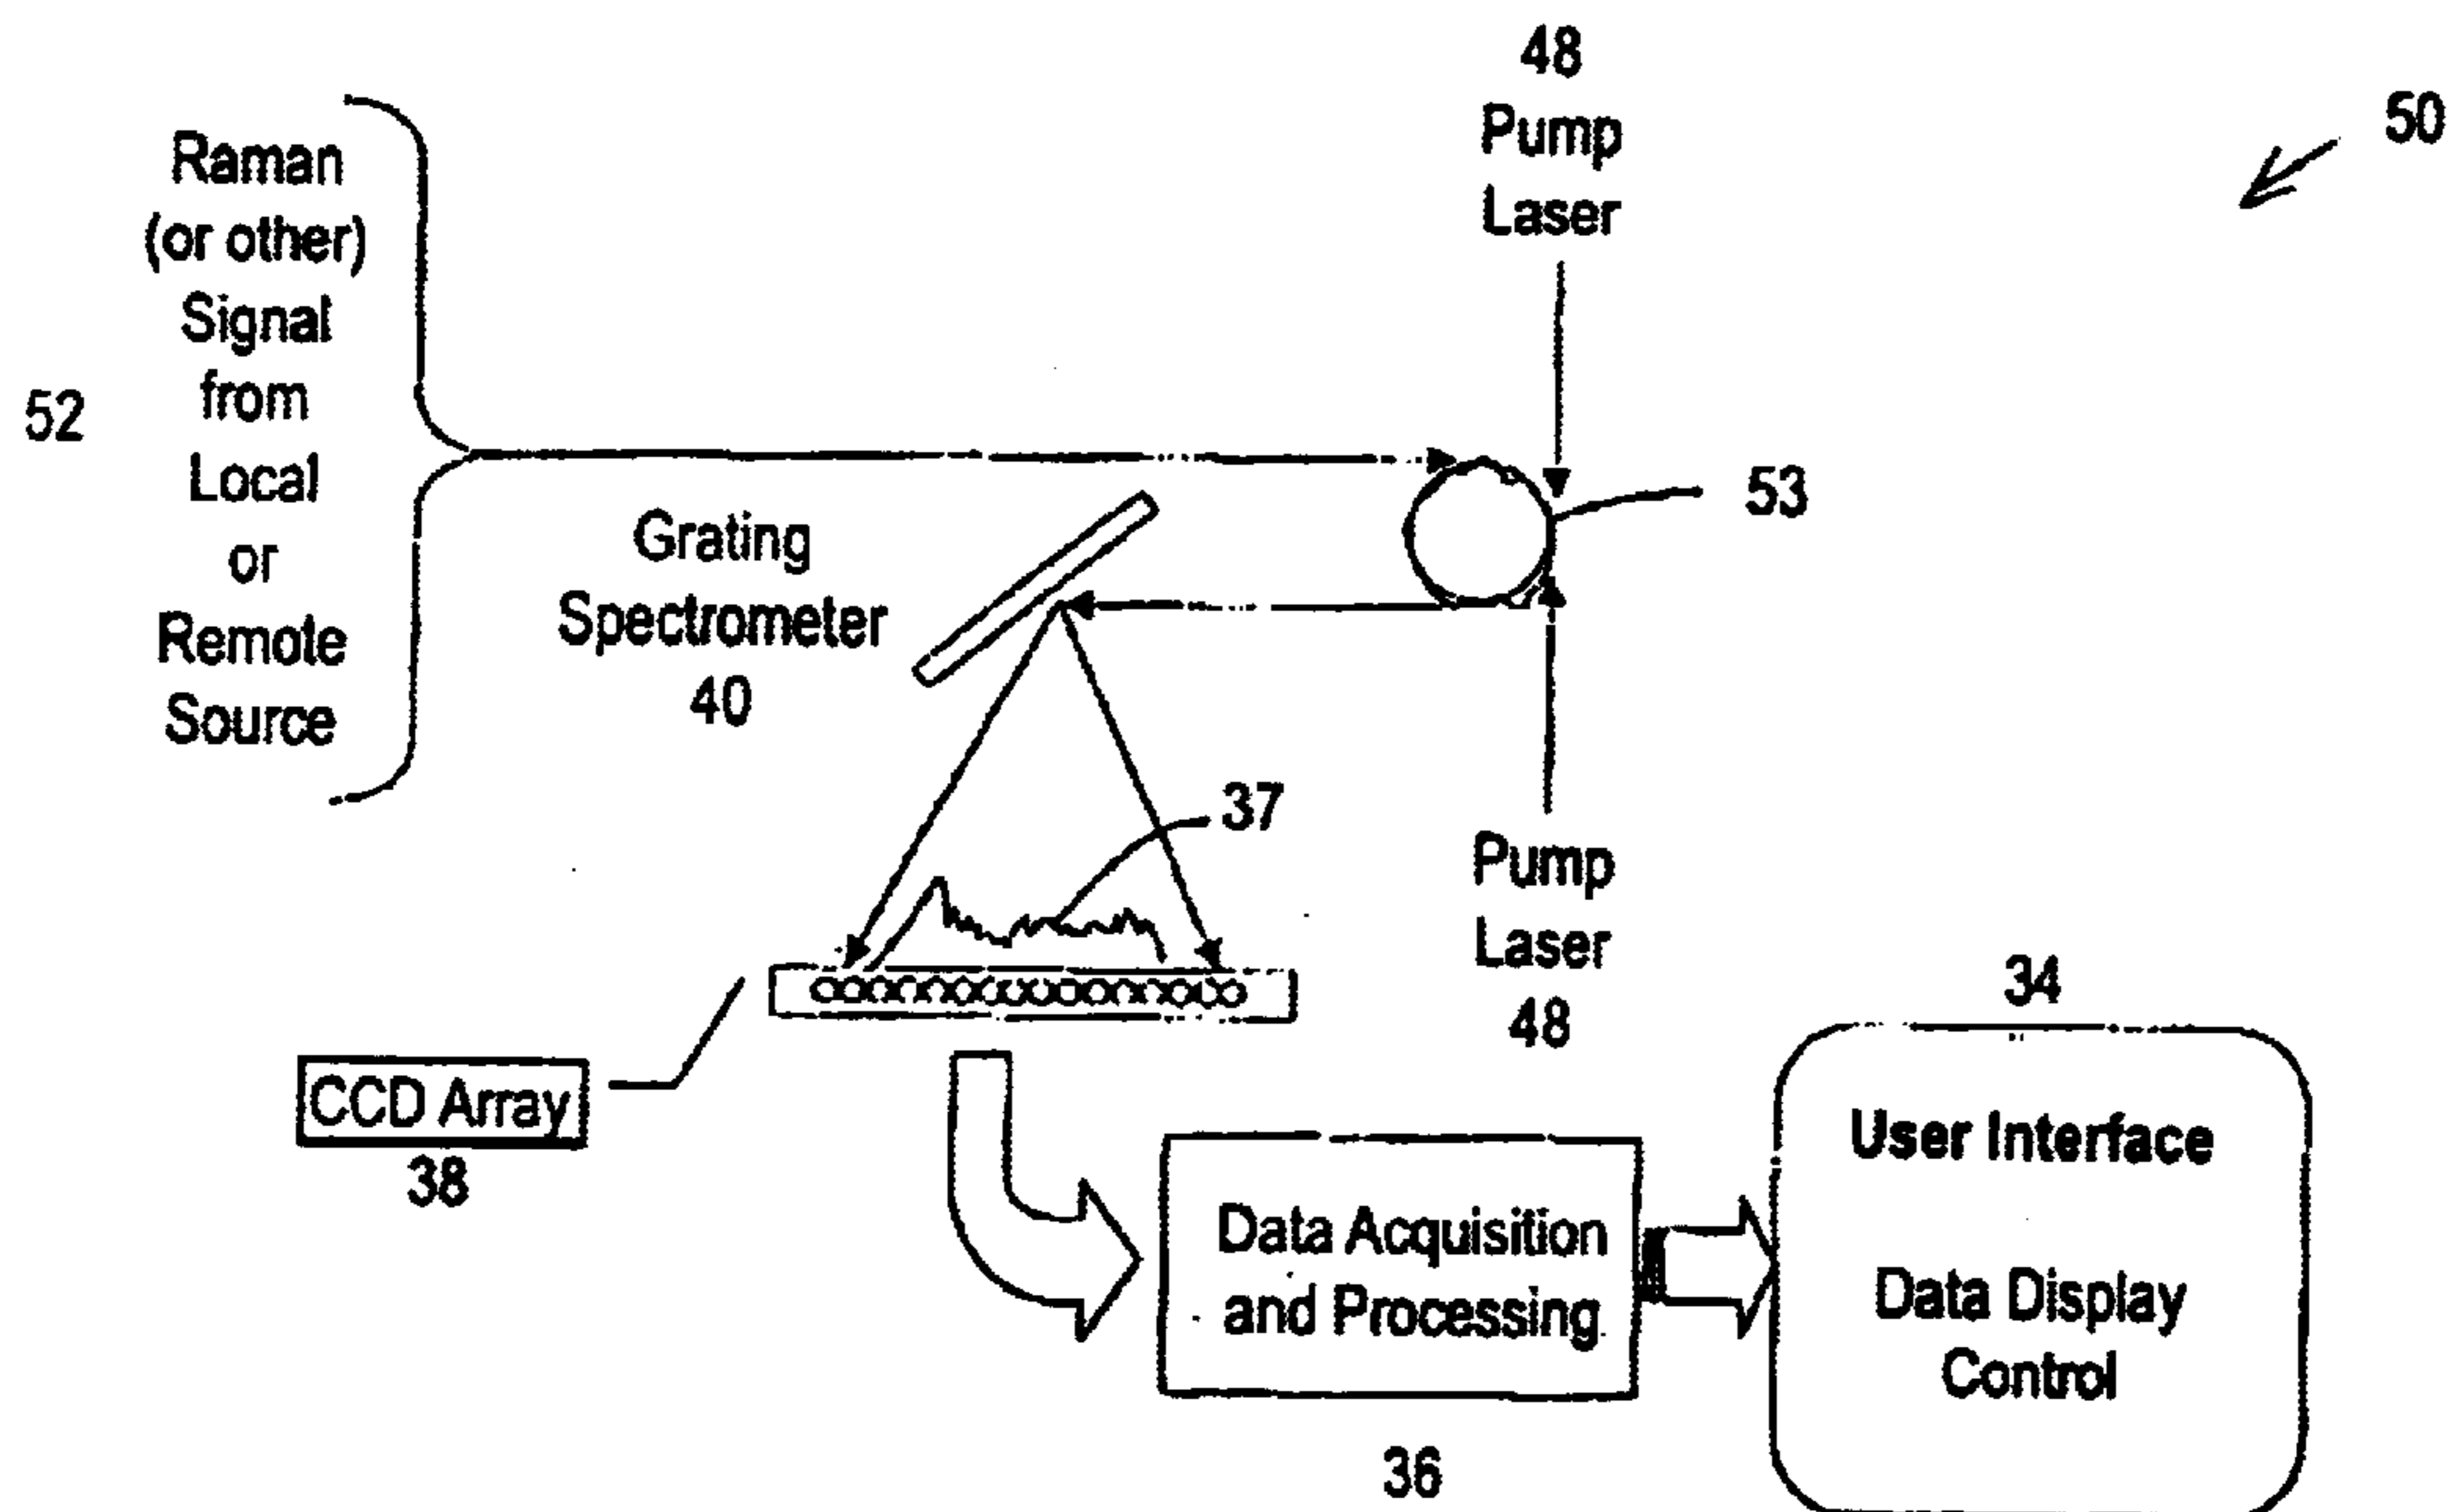 48
Pump
Laser
50
Raman
(or other)
Signal
from
Local
or
Remote
Source
52
53
Grating
Spectrometer
40
37
Pump
Laser
48
CCD Array
38
Data Acquisition
and Processing
36
34
User Interface
Data Display
Control